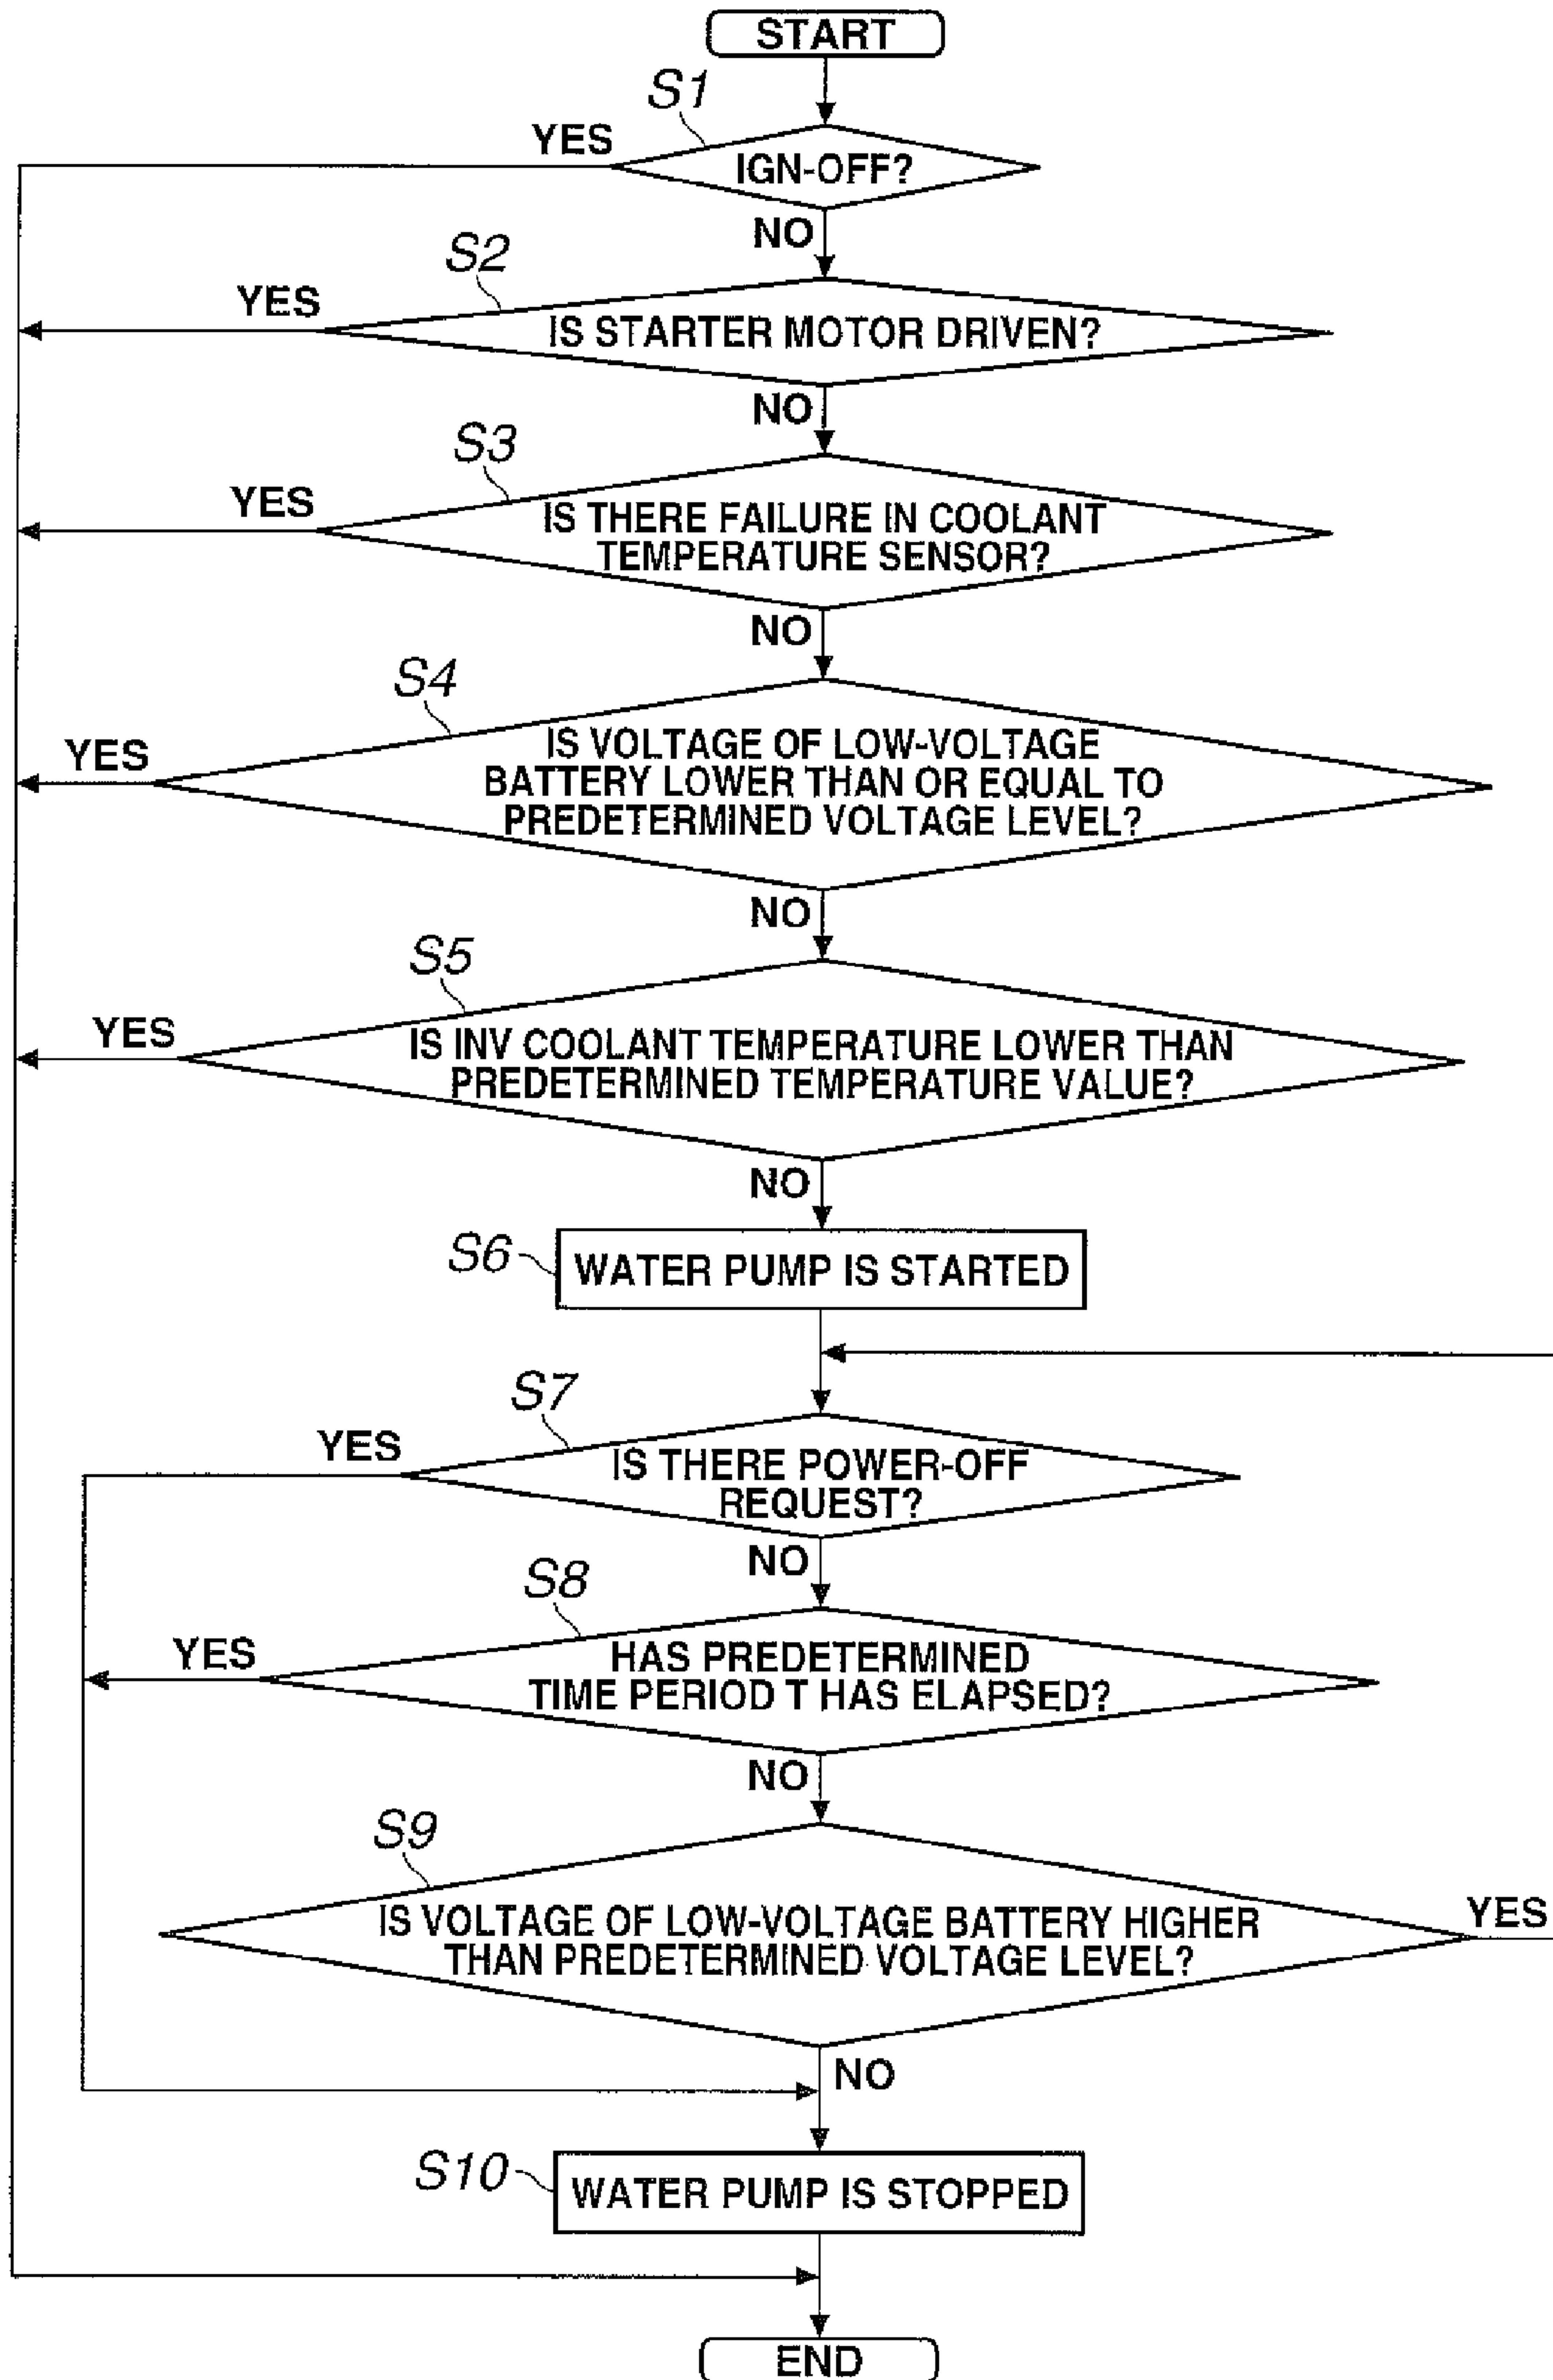 START
S1
YES
IGN-OFF?
NO
S2
YES
IS STARTER MOTOR DRIVEN?
NO
S3
YES
IS THERE FAILURE IN COOLANT
TEMPERATURE SENSOR?
NO
S4
YES
IS VOLTAGE OF LOW-VOLTAGE
BATTERY LOWER THAN OR EQUAL TO
PREDETERMINED VOLTAGE LEVEL?
NO
S5
YES
IS INV COOLANT TEMPERATURE LOWER THAN
PREDETERMINED TEMPERATURE VALUE?
NO
S6
WATER PUMP IS STARTED
S7
YES
IS THERE POWER-OFF
REQUEST?
NO
S8
YES
HAS PREDETERMINED
TIME PERIOD T HAS ELAPSED?
NO
S9
YES
IS VOLTAGE OF LOW-VOLTAGE BATTERY HIGHER
THAN PREDETERMINED VOLTAGE LEVEL?
NO
S10
WATER PUMP IS STOPPED
END